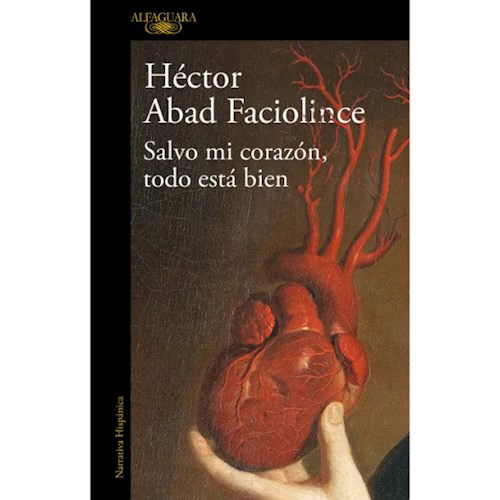 ALFAGUARA
Héctor
Abad Faciolince
Salvo mi corazón,
todo está bien
Narrativa Hispánica